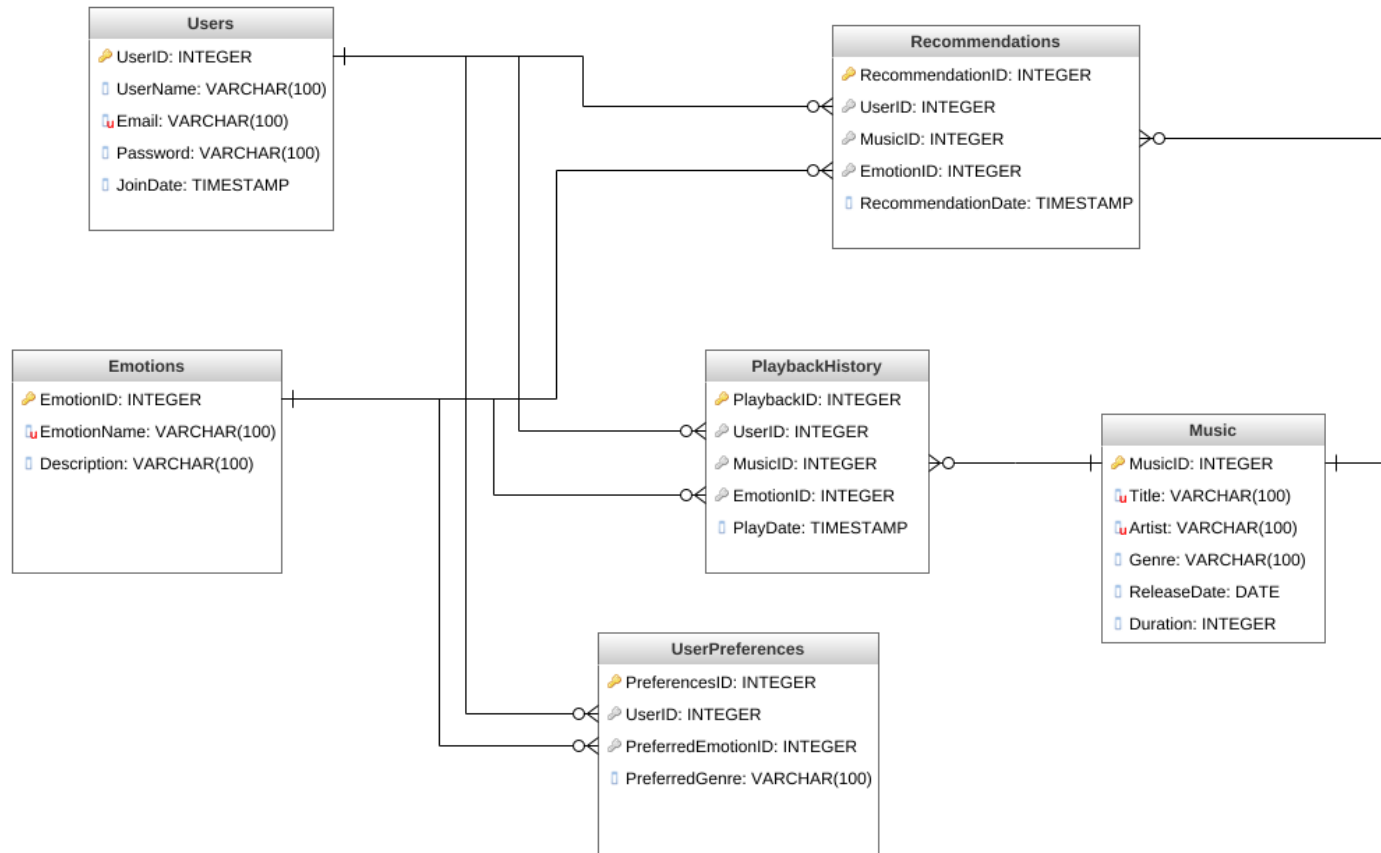 Users
UserID: INTEGER
UserName: VARCHAR(100)
Email: VARCHAR(100)
Password: VARCHAR(100)
JoinDate: TIMESTAMP
Recommendations
RecommendationID: INTEGER
UserID: INTEGER
MusicID: INTEGER
EmotionID: INTEGER
RecommendationDate: TIMESTAMP
Emotions
EmotionID: INTEGER
EmotionName: VARCHAR(100)
Description: VARCHAR(100)
PlaybackHistory
PlaybackID: INTEGER
UserID: INTEGER
MusicID: INTEGER
EmotionID: INTEGER
PlayDate: TIMESTAMP
Music
MusicID: INTEGER
Title: VARCHAR(100)
Artist: VARCHAR(100)
Genre: VARCHAR(100)
ReleaseDate: DATE
Duration: INTEGER
UserPreferences
PreferencesID: INTEGER
UserID: INTEGER
PreferredEmotionID: INTEGER
PreferredGenre: VARCHAR(100)